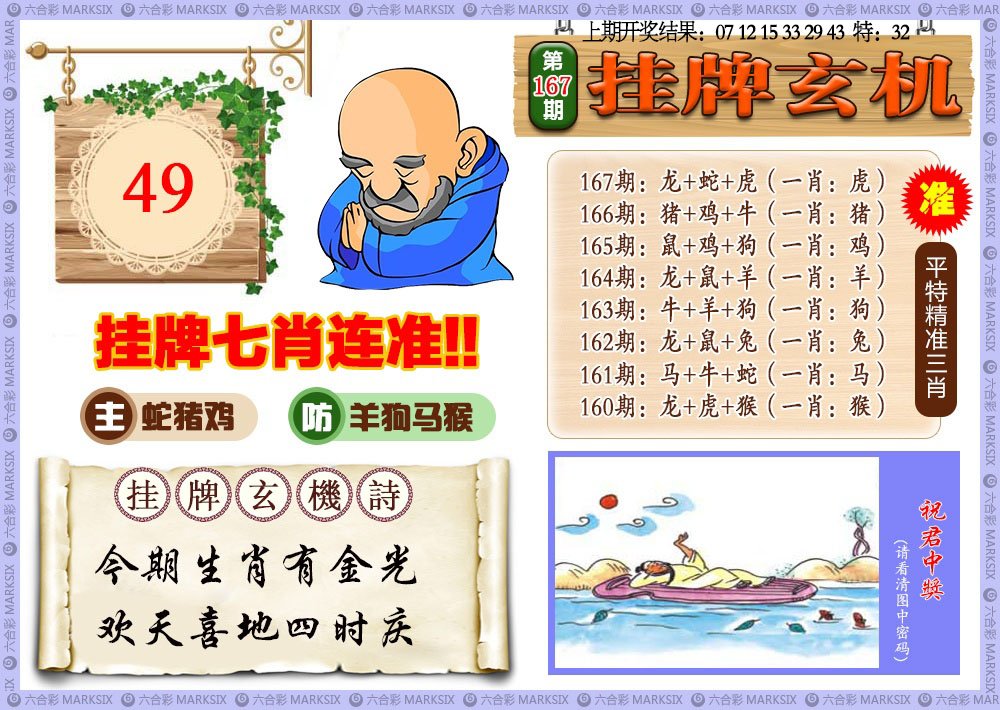 六合彩 MARKSIX
上期开奖结果：07 12 15 33 29 43 特：32
第
167
期
挂牌玄机
49
挂牌七肖连准!!
主 蛇猪鸡
防 羊狗马猴
挂牌玄機詩
今期生肖有金光
欢天喜地四时庆
167期：龙+蛇+虎（一肖：虎）
166期：猪+鸡+牛（一肖：猪）
165期：鼠+鸡+狗（一肖：鸡）
164期：龙+鼠+羊（一肖：羊）
163期：牛+羊+狗（一肖：狗）
162期：龙+鼠+兔（一肖：兔）
161期：马+牛+蛇（一肖：马）
160期：龙+虎+猴（一肖：猴）
准
平特精准三肖
祝君中獎
（请看清图中密码）